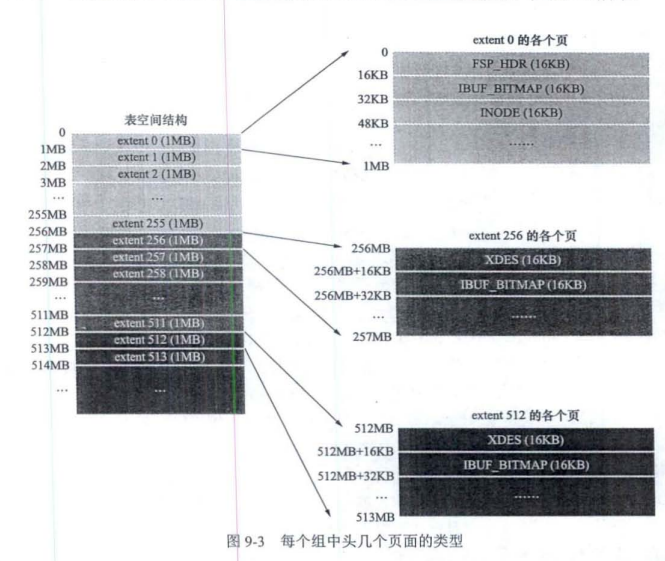 表空间结构
0
extent 0 (1MB)
1MB
extent 1 (1MB)
2MB
extent 2 (1MB)
3MB
...
...
255MB
extent 255 (1MB)
256MB
extent 256 (1MB)
257MB
extent 257 (1MB)
258MB
extent 258 (1MB)
259MB
...
...
511MB
extent 511 (1MB)
512MB
extent 512 (1MB)
513MB
extent 513 (1MB)
514MB
...
...
extent 0 的各个页
0
FSP_HDR (16KB)
16KB
IBUF_BITMAP (16KB)
32KB
INODE (16KB)
48KB
...
......
1MB
extent 256 的各个页
256MB
XDES (16KB)
256MB+16KB
IBUF_BITMAP (16KB)
256MB+32KB
...
......
257MB
extent 512 的各个页
512MB
XDES (16KB)
512MB+16KB
IBUF_BITMAP (16KB)
512MB+32KB
...
......
513MB
图 9-3 每个组中头几个页面的类型